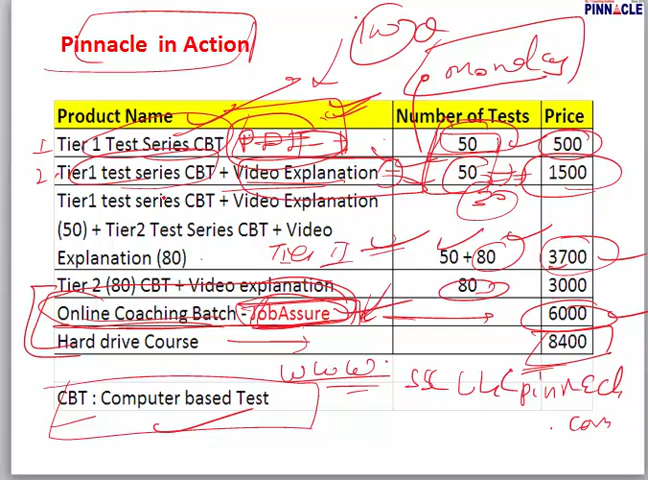 PINNACLE
Pinnacle in Action
Two
monday
Product Name Number of Tests Price
1 Tier 1 Test Series CBT PDF 50 500
2. Tier1 test series CBT + Video Explanation 50 1500
Tier1 test series CBT + Video Explanation
(50) + Tier2 Test Series CBT + Video
Explanation (80) Tier II 50 + 80 3700
Tier 2 (80) CBT + Video explanation 80 3000
Online Coaching Batch - JobAssure 6000
Hard drive Course 8400
www.
CBT : Computer based Test
. com